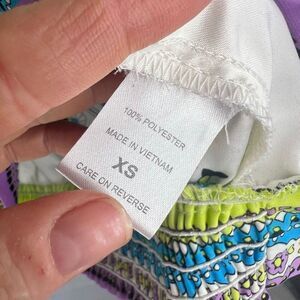 100% POLYESTER
MADE IN VIETNAM
XS
CARE ON REVERSE